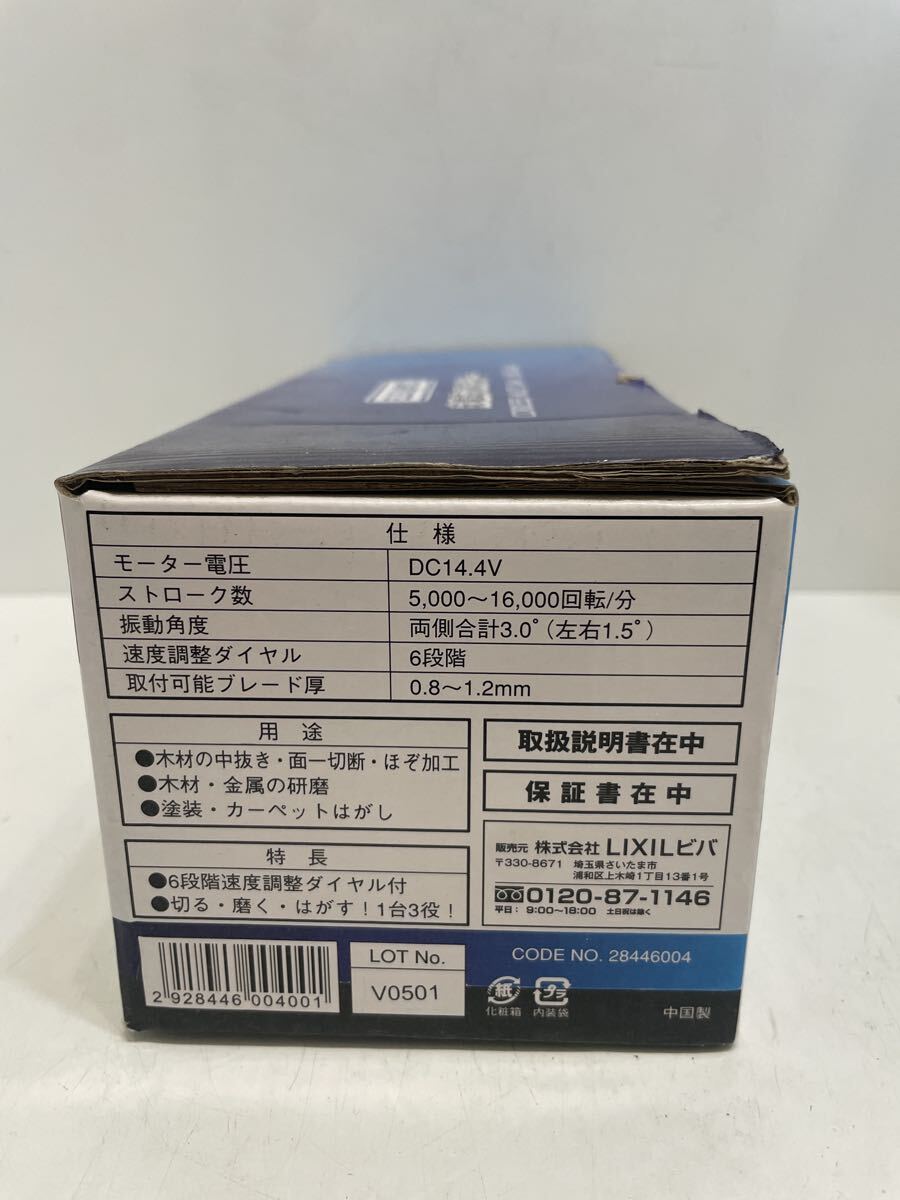 仕 様
モーター電圧 DC14.4V
ストローク数 5,000〜16,000回転/分
振動角度 両側合計3.0°(左右1.5°)
速度調整ダイヤル 6段階
取付可能ブレード厚 0.8〜1.2mm
用 途
●木材の中抜き・面一切断・ほぞ加工
●木材・金属の研磨
●塗装・カーペットはがし
特 長
●6段階速度調整ダイヤル付
●切る・磨く・はがす!1台3役!
取扱説明書在中
保証書在中
販売元 株式会社 LIXILビバ
〒330-8671 埼玉県さいたま市
浦和区上木崎1丁目13番1号
0120-87-1146
平日: 9:00〜18:00 土日祝は除く
2 928446 004001
LOT No.
V0501
CODE NO. 28446004
紙
化粧箱
プラ
内装袋
中国製